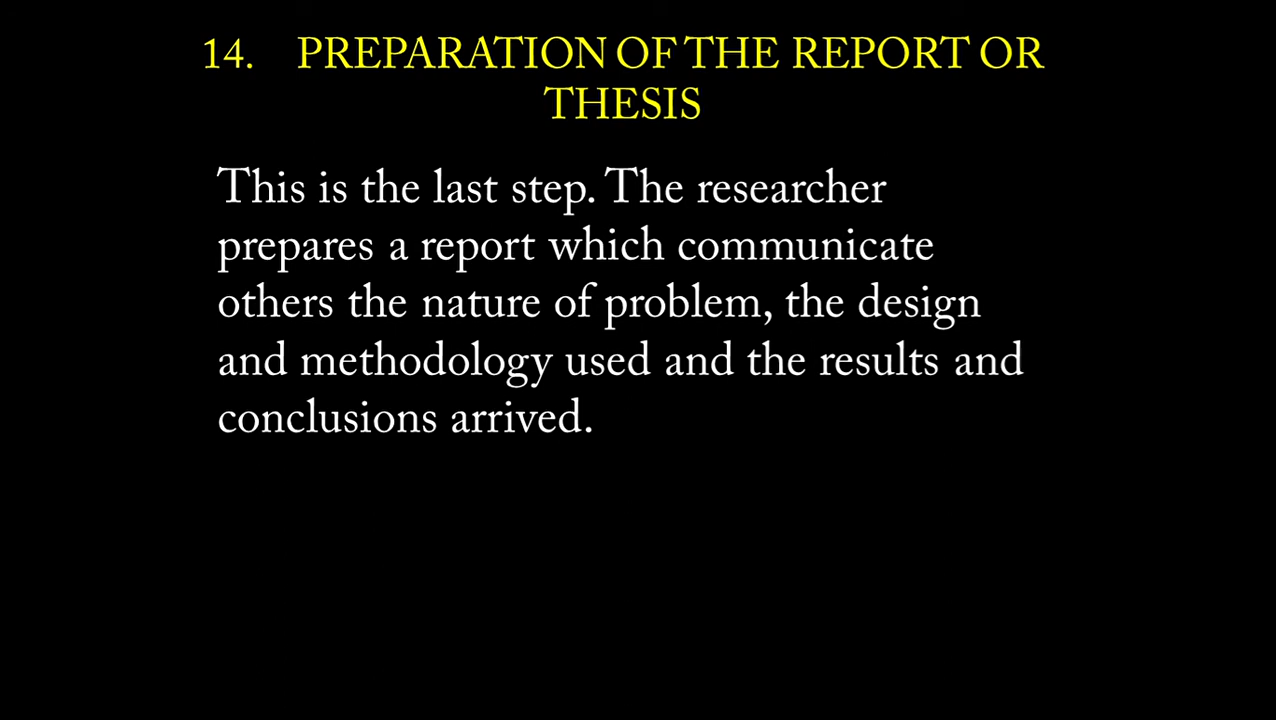 14. PREPARATION OF THE REPORT OR
THESIS
This is the last step. The researcher
prepares a report which communicate
others the nature of problem, the design
and methodology used and the results and
conclusions arrived.